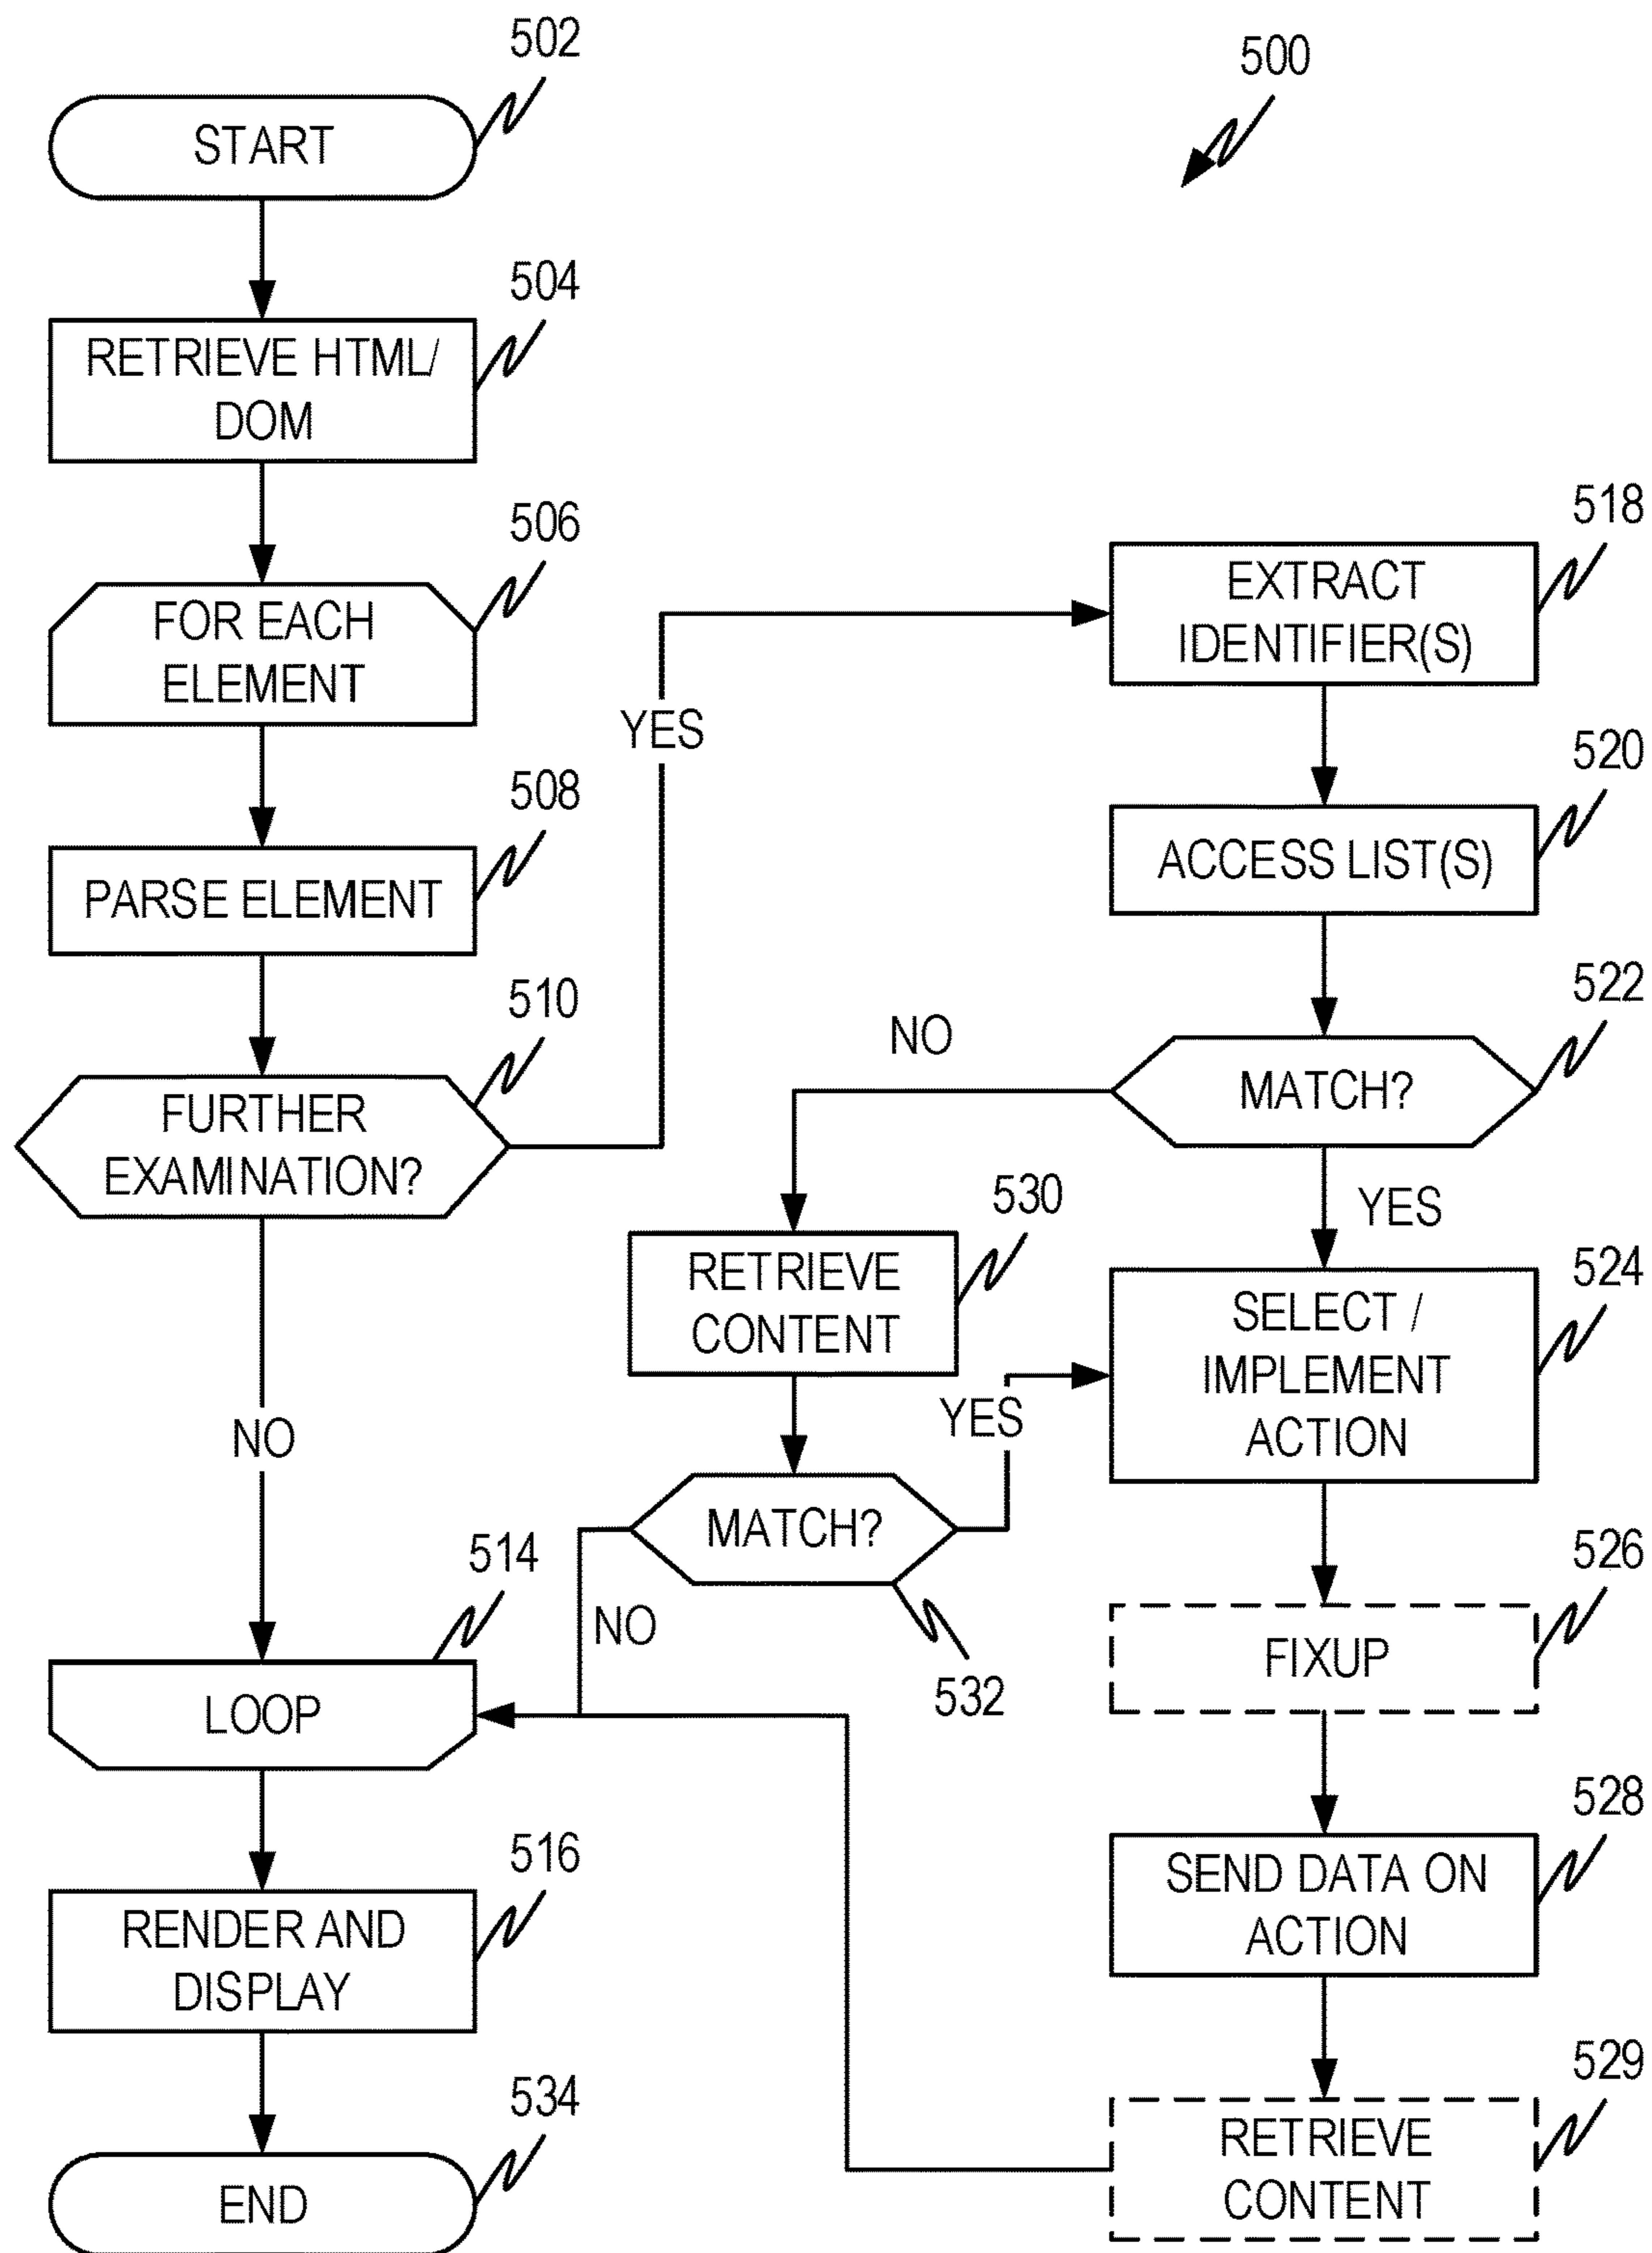 502
500
START
504
RETRIEVE HTML/
DOM
506
FOR EACH
ELEMENT
508
PARSE ELEMENT
510
FURTHER
EXAMINATION?
YES
NO
518
EXTRACT
IDENTIFIER(S)
520
ACCESS LIST(S)
522
MATCH?
NO
YES
530
RETRIEVE
CONTENT
524
SELECT /
IMPLEMENT
ACTION
YES
MATCH?
532
NO
526
FIXUP
528
SEND DATA ON
ACTION
529
RETRIEVE
CONTENT
514
LOOP
516
RENDER AND
DISPLAY
534
END